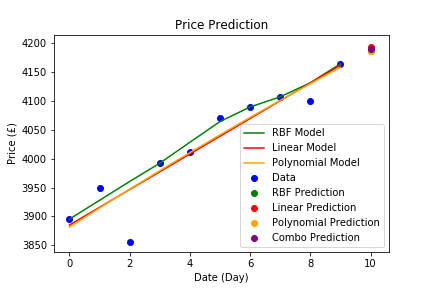 Price Prediction
4200
4150
4100
4050
4000
3950
3900
3850
Price (£)
0
2
4
6
8
10
Date (Day)
RBF Model
Linear Model
Polynomial Model
Data
RBF Prediction
Linear Prediction
Polynomial Prediction
Combo Prediction